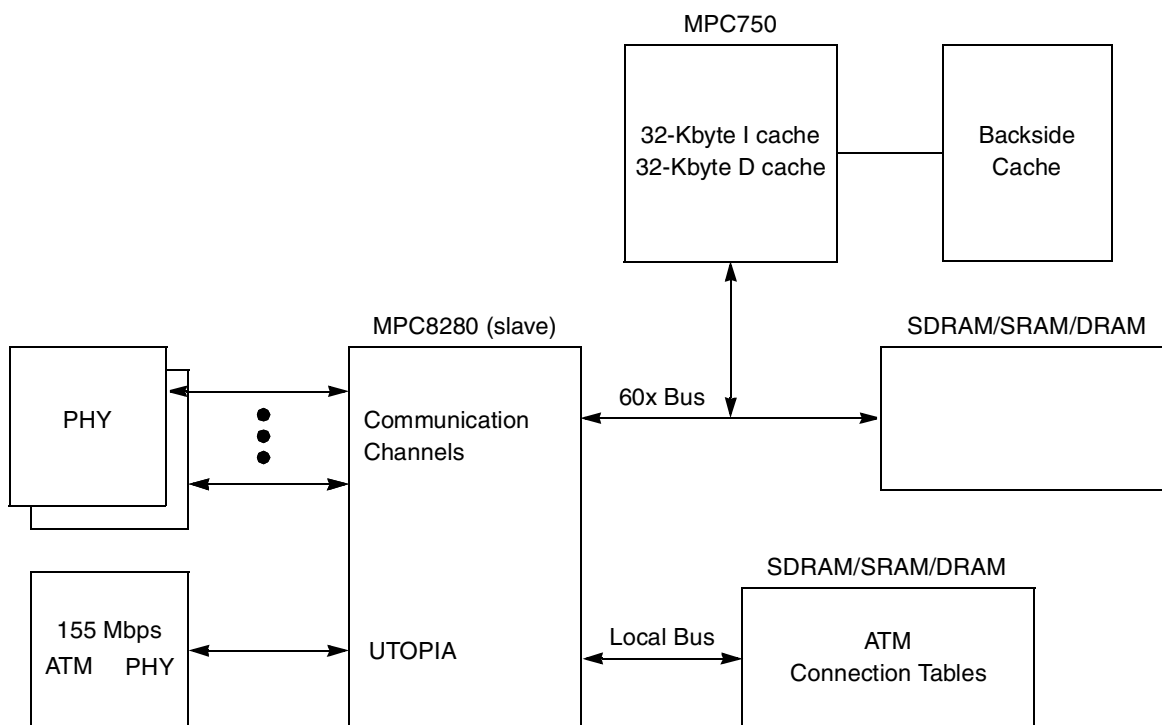 MPC750
32-Kbyte I cache
32-Kbyte D cache
Backside
Cache
MPC8280 (slave)
SDRAM/SRAM/DRAM
PHY
Communication
Channels
60x Bus
SDRAM/SRAM/DRAM
155 Mbps
ATM PHY
UTOPIA
Local Bus
ATM
Connection Tables